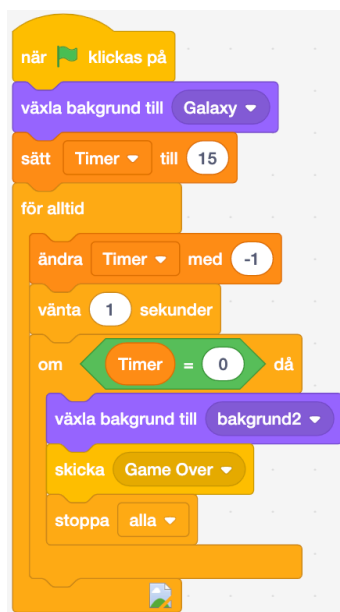 när klickas på
växla bakgrund till Galaxy
sätt Timer till 15
för alltid
ändra Timer med -1
vänta 1 sekunder
om Timer = 0 då
växla bakgrund till bakgrund2
skicka Game Over
stoppa alla